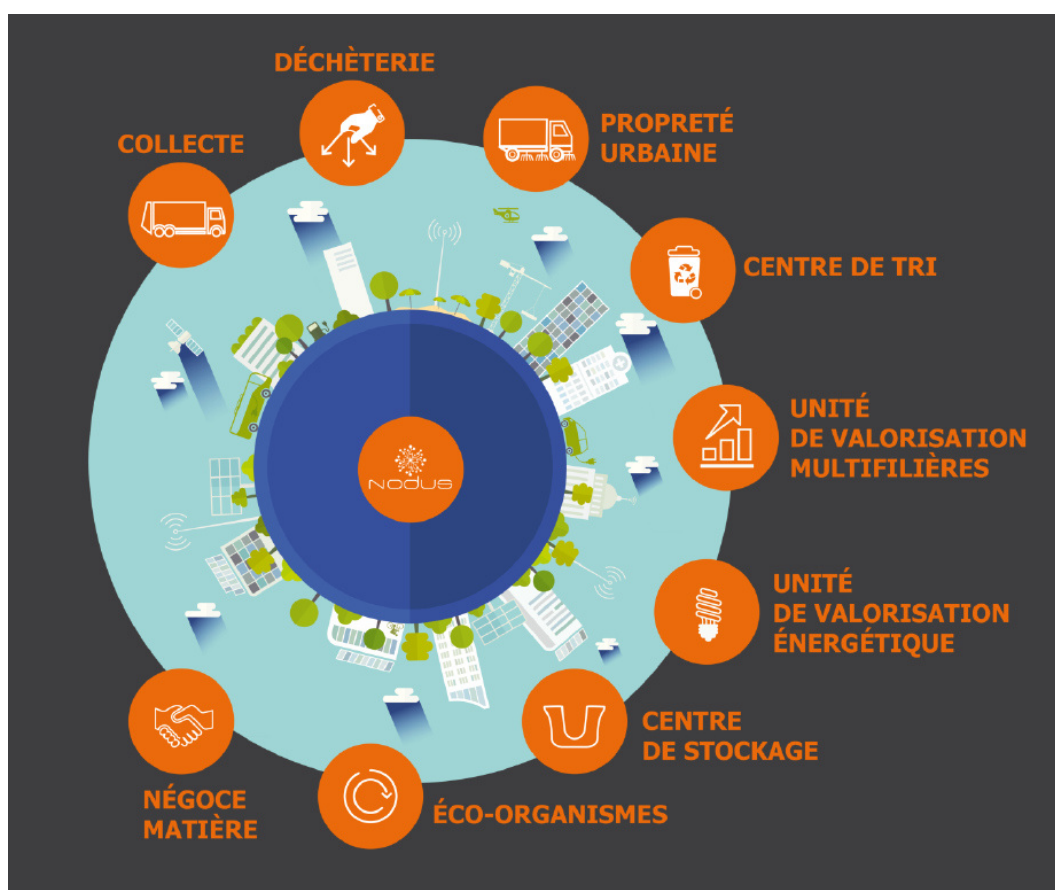 DÉCHÈTERIE
COLLECTE
PROPRETÉ
URBAINE
CENTRE DE TRI
UNITÉ
DE VALORISATION
MULTIFILIÈRES
NODUS
UNITÉ
DE VALORISATION
ÉNERGÉTIQUE
CENTRE
DE STOCKAGE
NÉGOCE
MATIÈRE
ÉCO-ORGANISMES